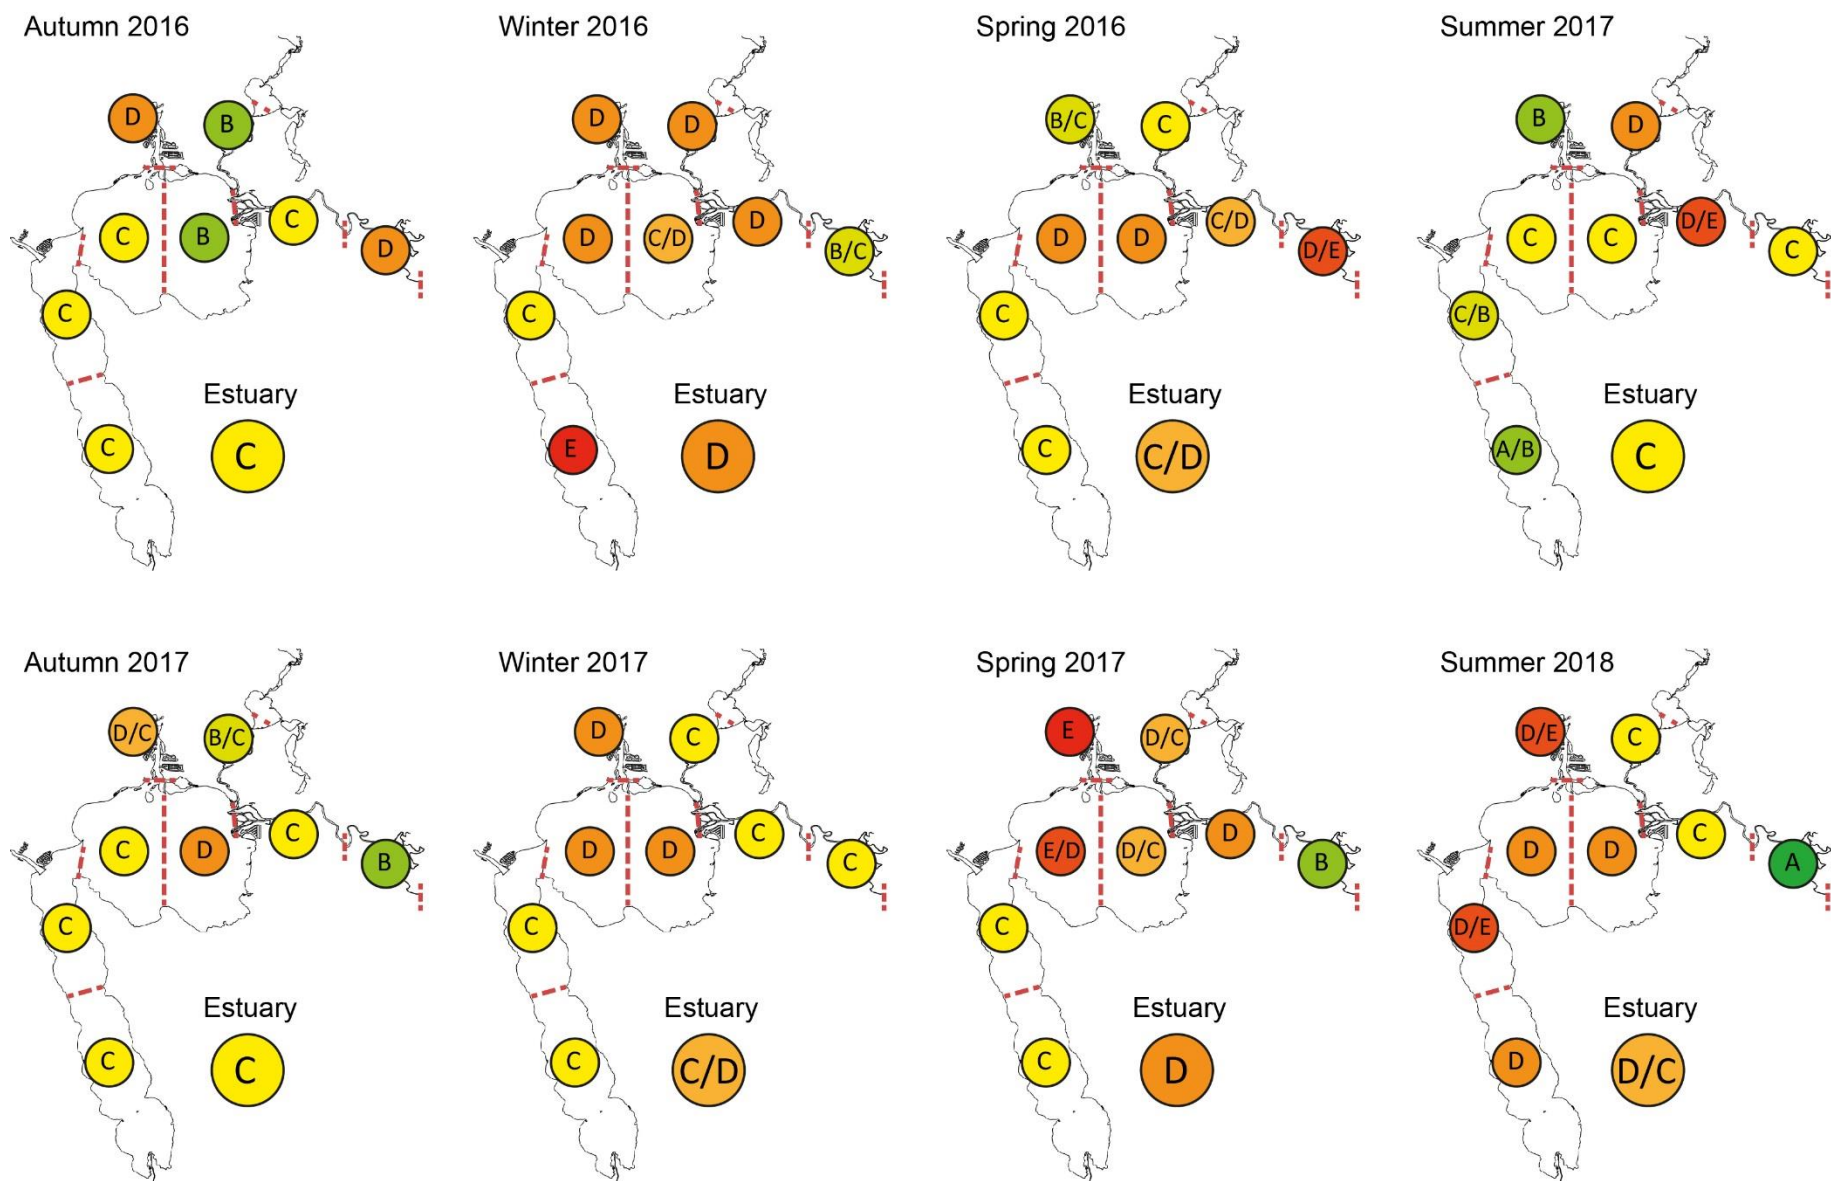 Autumn 2016
D
B
C
B
C
D
C
Estuary
C
C
Winter 2016
D
D
D
C/D
D
B/C
C
Estuary
E
D
Spring 2016
B/C
C
D
D
C/D
D/E
C
Estuary
C
C/D
Summer 2017
B
D
C
C
D/E
C
C/B
Estuary
A/B
C
Autumn 2017
D/C
B/C
C
D
C
B
C
Estuary
C
C
Winter 2017
D
C
D
D
C
C
C
Estuary
C
C/D
Spring 2017
E
D/C
E/D
D/C
D
B
C
Estuary
C
D
Summer 2018
D/E
C
D
D
C
A
D/E
Estuary
D
D/C